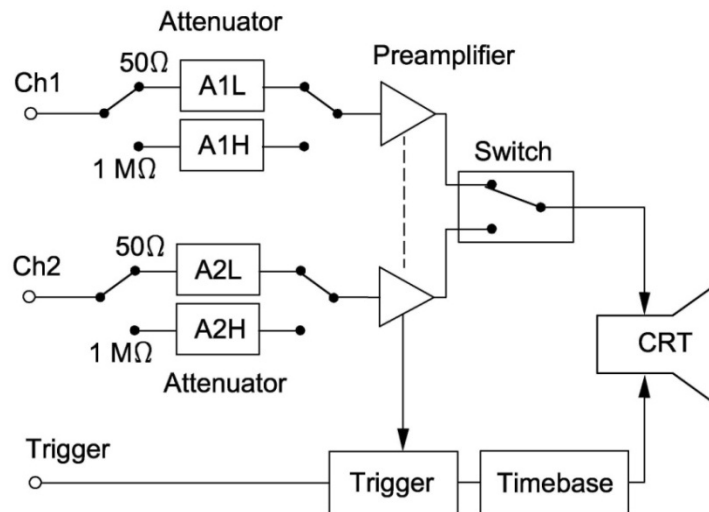 Attenuator
Ch1
50Ω
A1L
Preamplifier
A1H
1 MΩ
Switch
Ch2
50Ω
A2L
A2H
1 MΩ
Attenuator
CRT
Trigger
Trigger
Timebase